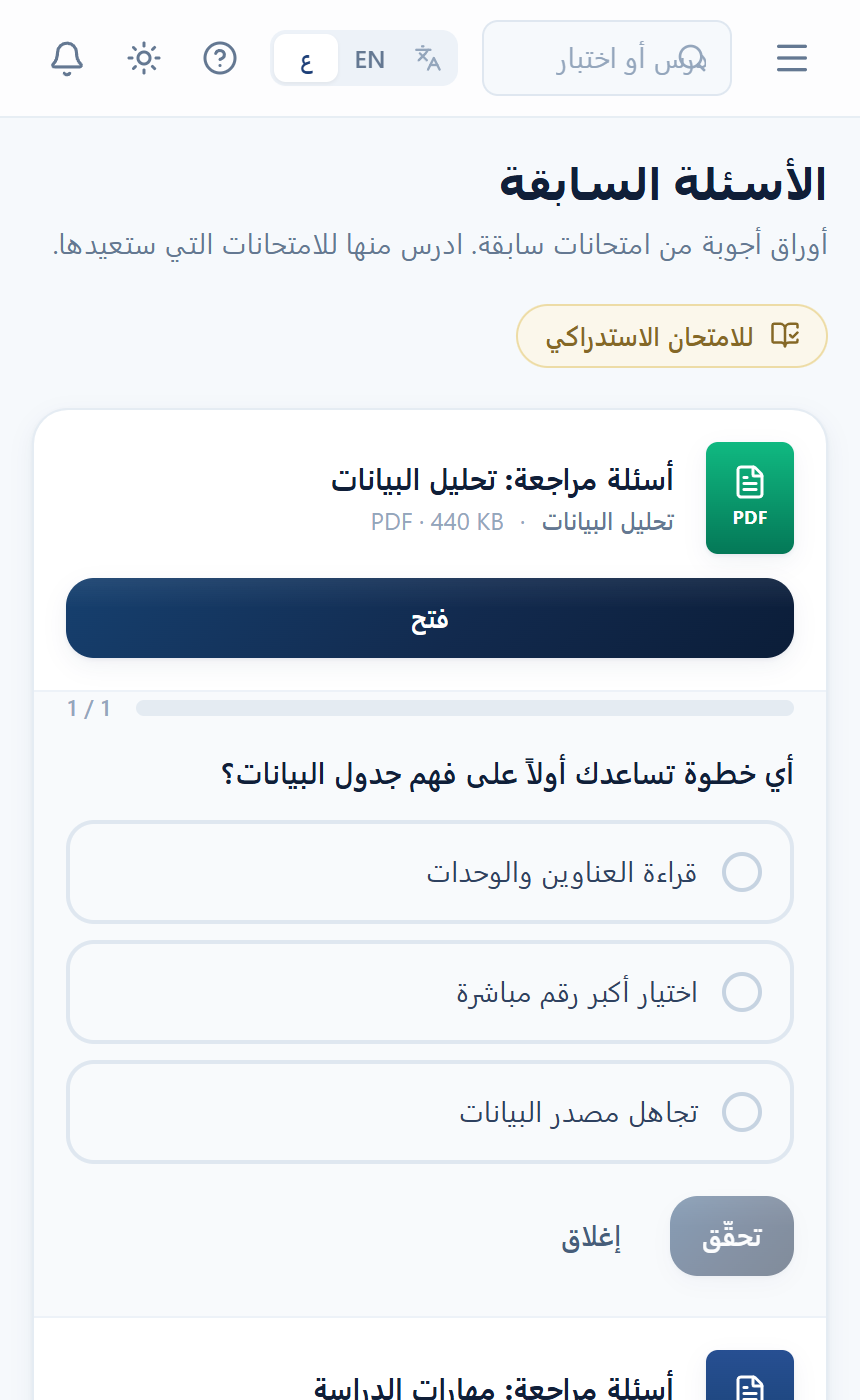 درس أو اختبار
EN
ع
الأسئلة السابقة
أوراق أجوبة من امتحانات سابقة. ادرس منها للامتحانات التي ستعيدها.
للامتحان الاستدراكي
PDF
أسئلة مراجعة: تحليل البيانات
تحليل البيانات · PDF · 440 KB
فتح
1 / 1
أي خطوة تساعدك أولاً على فهم جدول البيانات؟
قراءة العناوين والوحدات
اختيار أكبر رقم مباشرة
تجاهل مصدر البيانات
تحقّق
إغلاق
أسئلة مراجعة: مهارات الدراسة